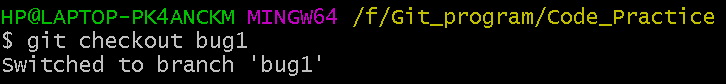 HP@LAPTOP-PK4ANCKM MINGW64 /f/Git_program/Code_Practice
$ git checkout bug1
Switched to branch 'bug1'